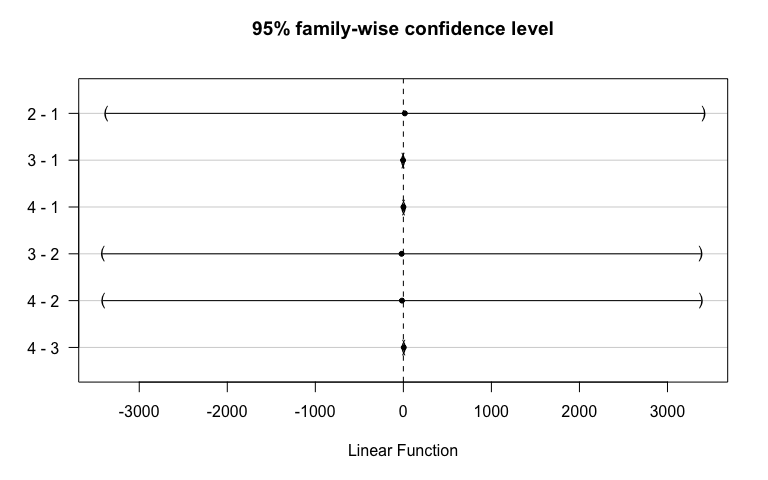 95% family-wise confidence level
2 - 1
3 - 1
4 - 1
3 - 2
4 - 2
4 - 3
-3000 -2000 -1000 0 1000 2000 3000
Linear Function